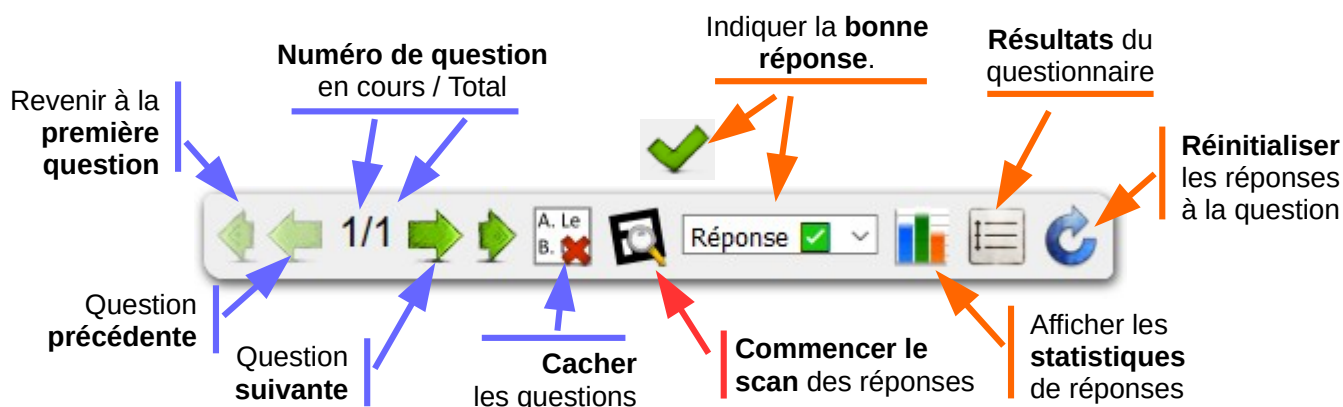 Revenir à la
première
question
Numéro de question
en cours / Total
Indiquer la bonne
réponse.
Résultats du
questionnaire
Réinitialiser
les réponses
à la question
1/1
A. Le
B.
Réponse
Question
précédente
Question
suivante
Cacher
les questions
Commencer le
scan des réponses
Afficher les
statistiques
de réponses